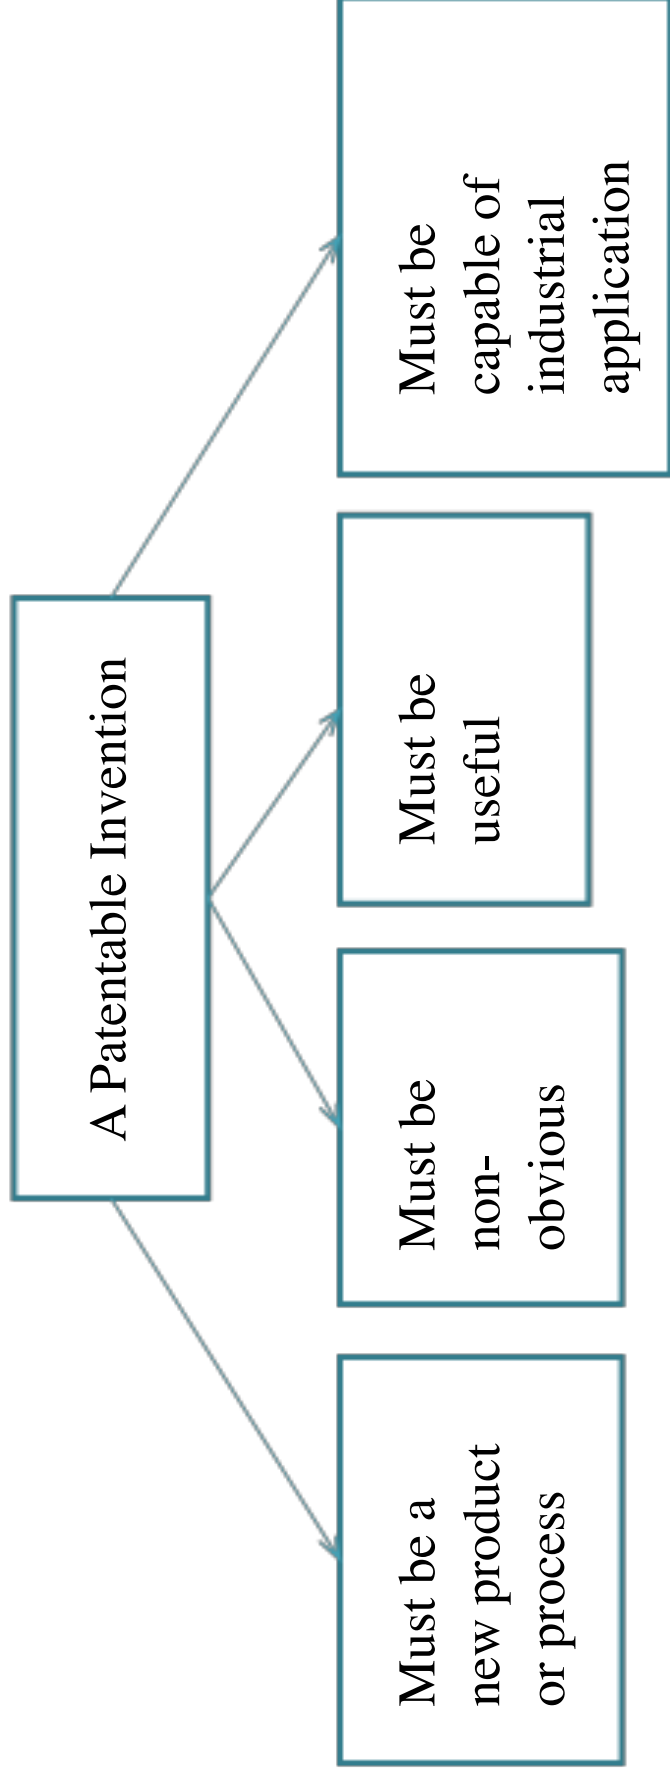 A Patentable Invention
Must be a
new product
or process
Must be
non-
obvious
Must be
useful
Must be
capable of
industrial
application